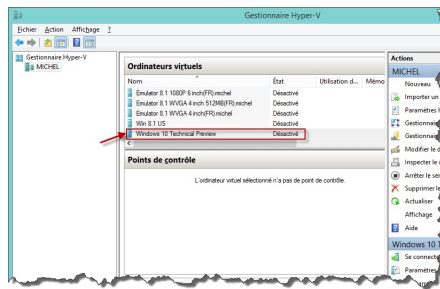 Gestionnaire Hyper-V
Fichier Action Affichage ?
Gestionnaire Hyper-V
MICHEL
Ordinateurs virtuels
Nom État Utilisation d... Mémo
Emulator 8.1 1080P 6 inch(FR).michel Désactivé
Emulator 8.1 WVGA 4 inch 512MB(FR).michel Désactivé
Emulator 8.1 WVGA 4 inch(FR).michel Désactivé
Win 8.1 US Désactivé
Windows 10 Technical Preview Désactivé
Points de contrôle
L'ordinateur virtuel sélectionné n'a pas de point de contrôle.
Actions
MICHEL
Nouveau
Importer un
Paramètres
Gestionnai
Gestionnai
Modifier le d
Inspecter le
Arrêter le ser
Supprimer le
Actualiser
Affichage
Aide
Windows 10 T
Se connect
Paramètres